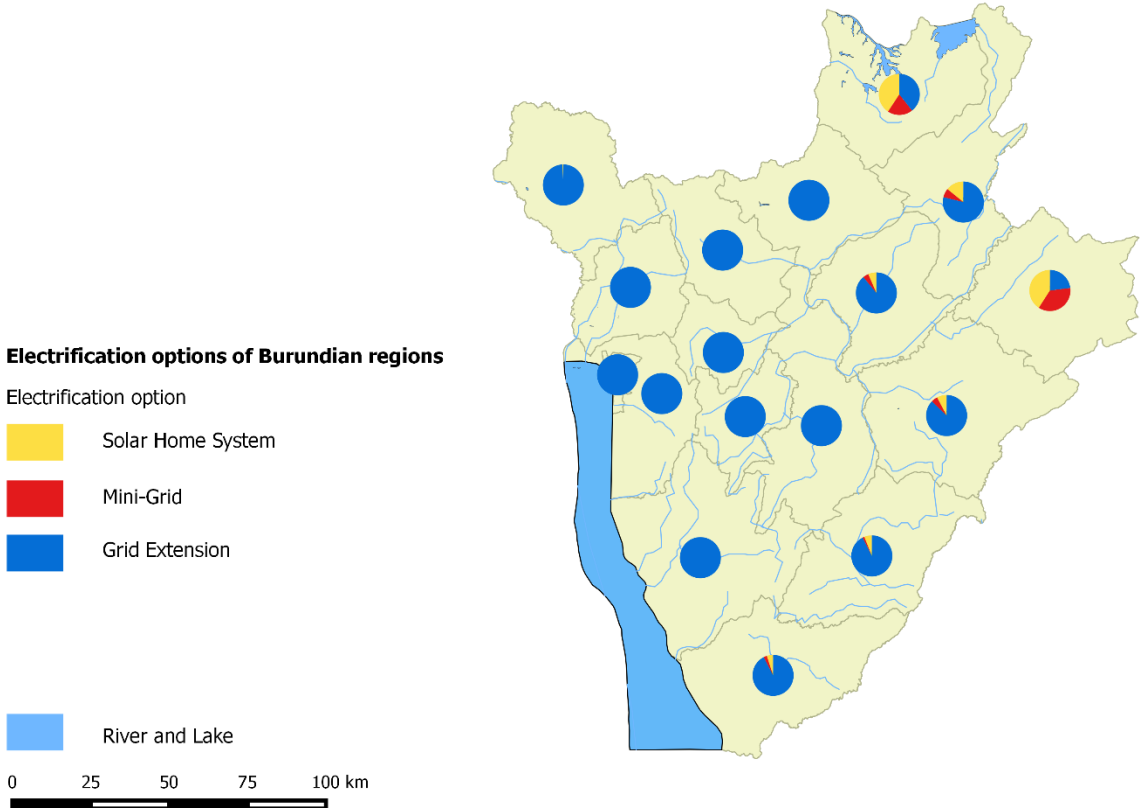 Electrification options of Burundian regions
Electrification option
Solar Home System
Mini-Grid
Grid Extension
River and Lake
0 25 50 75 100 km